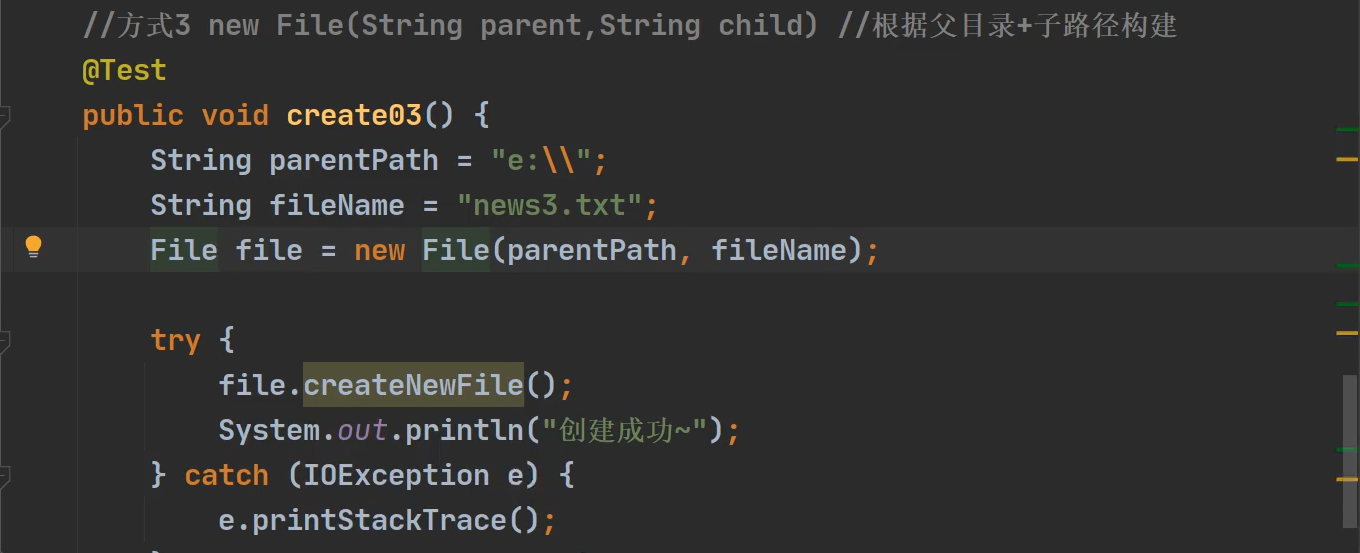 //方式3 new File(String parent,String child) //根据父目录+子路径构建
@Test
public void create03() {
String parentPath = "e:\\";
String fileName = "news3.txt";
File file = new File(parentPath, fileName);
try {
file.createNewFile();
System.out.println("创建成功~");
} catch (IOException e) {
e.printStackTrace();